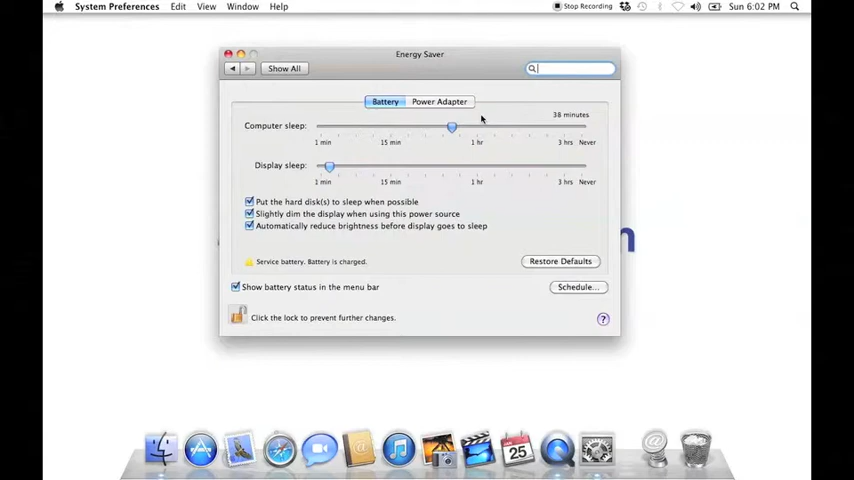 System Preferences Edit View Window Help Stop Recording Sun 6:02 PM
Energy Saver
Show All
Battery Power Adapter
38 minutes
Computer sleep:
1 min 15 min 1 hr 3 hrs Never
Display sleep:
1 min 15 min 1 hr 3 hrs Never
Put the hard disk(s) to sleep when possible
Slightly dim the display when using this power source
Automatically reduce brightness before display goes to sleep
n
Service battery. Battery is charged. Restore Defaults
Show battery status in the menu bar Schedule...
Click the lock to prevent further changes. ?
25